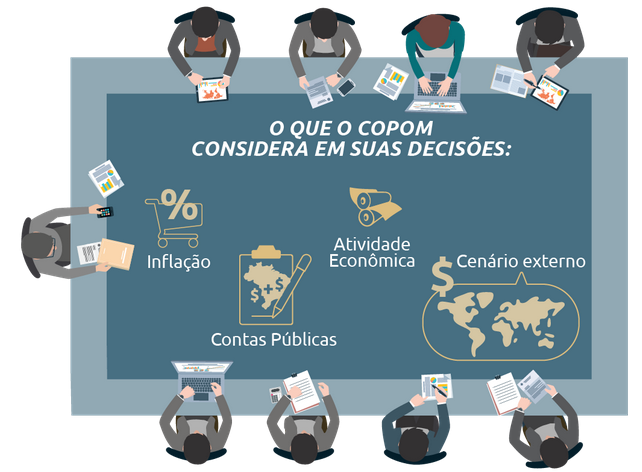 O QUE O COPOM
CONSIDERA EM SUAS DECISÕES:
%
Inflação
Atividade
Econômica
$
Cenário externo
$+$
Contas Públicas